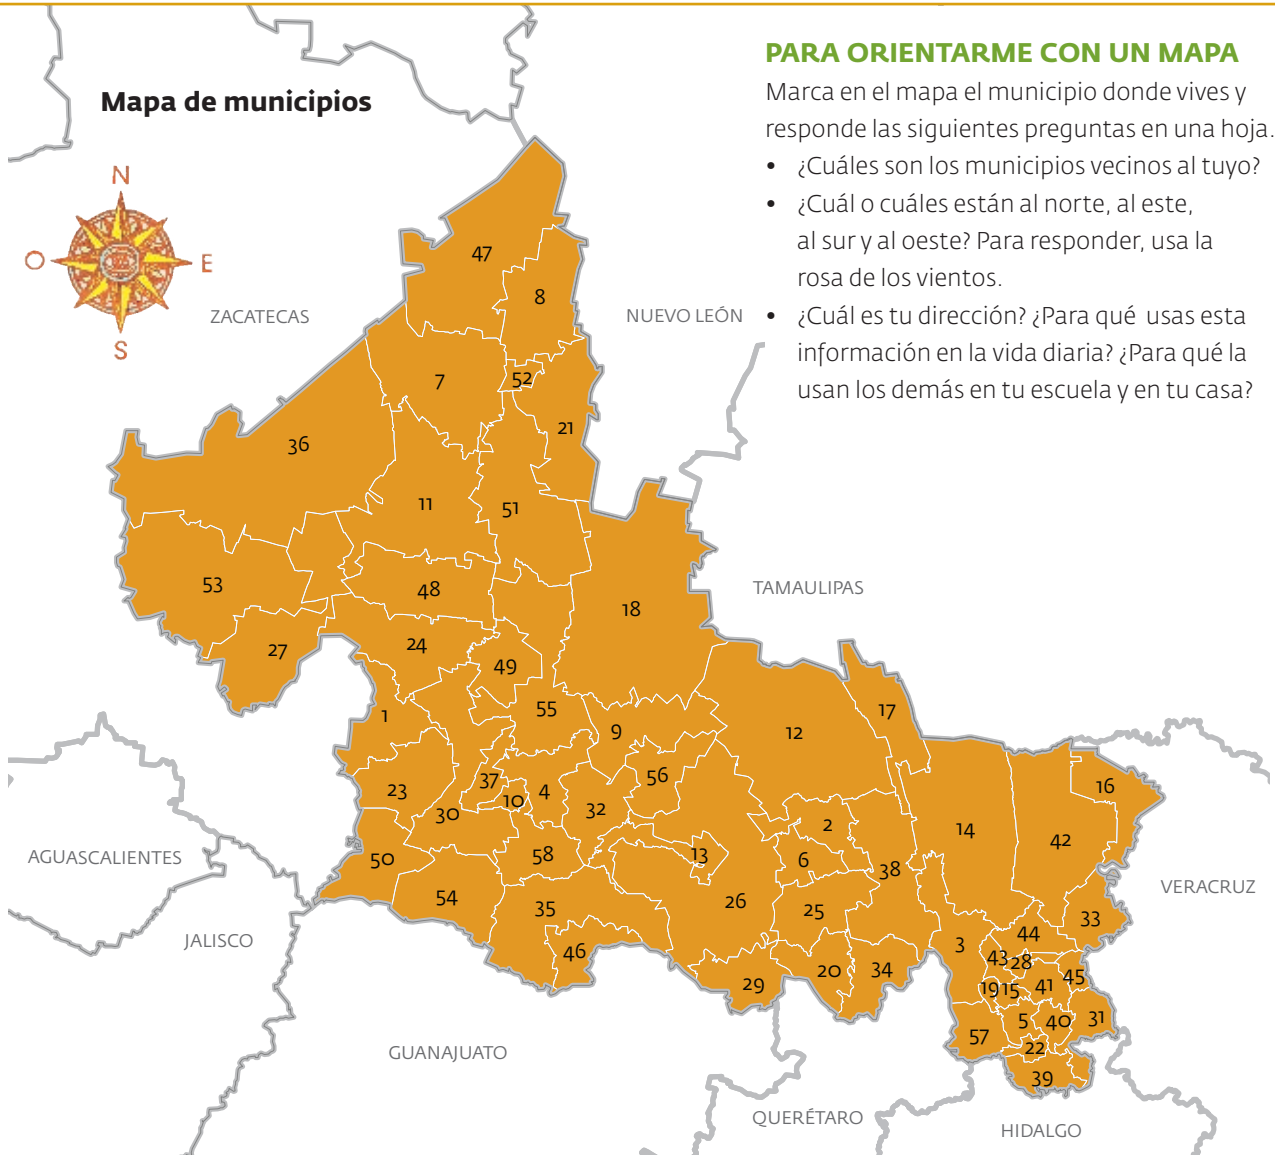 PARA ORIENTARME CON UN MAPA
Marca en el mapa el municipio donde vives y
responde las siguientes preguntas en una hoja.
• ¿Cuáles son los municipios vecinos al tuyo?
• ¿Cuál o cuáles están al norte, al este,
al sur y al oeste? Para responder, usa la
rosa de los vientos.
• ¿Cuál es tu dirección? ¿Para qué usas esta
información en la vida diaria? ¿Para qué la
usan los demás en tu escuela y en tu casa?
Mapa de municipios
N
O
E
S
ZACATECAS
NUEVO LEÓN
TAMAULIPAS
AGUASCALIENTES
JALISCO
GUANAJUATO
QUERÉTARO
HIDALGO
VERACRUZ
47
8
7
52
21
36
11
51
53
48
18
27
24
49
1
55
9
12
17
23
37
10
4
56
30
32
2
14
16
42
50
58
13
6
38
54
35
26
25
33
46
29
20
34
3
44
43
28
45
19
15
41
5
40
31
57
22
39